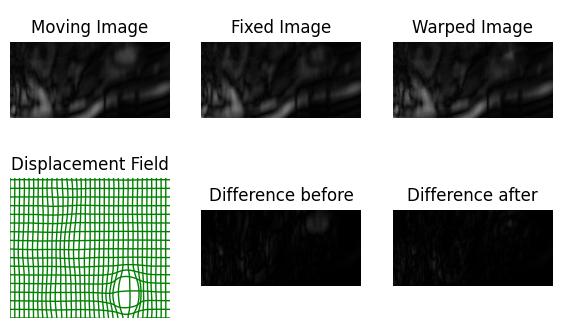 Moving Image
Fixed Image
Warped Image
Displacement Field
Difference before
Difference after